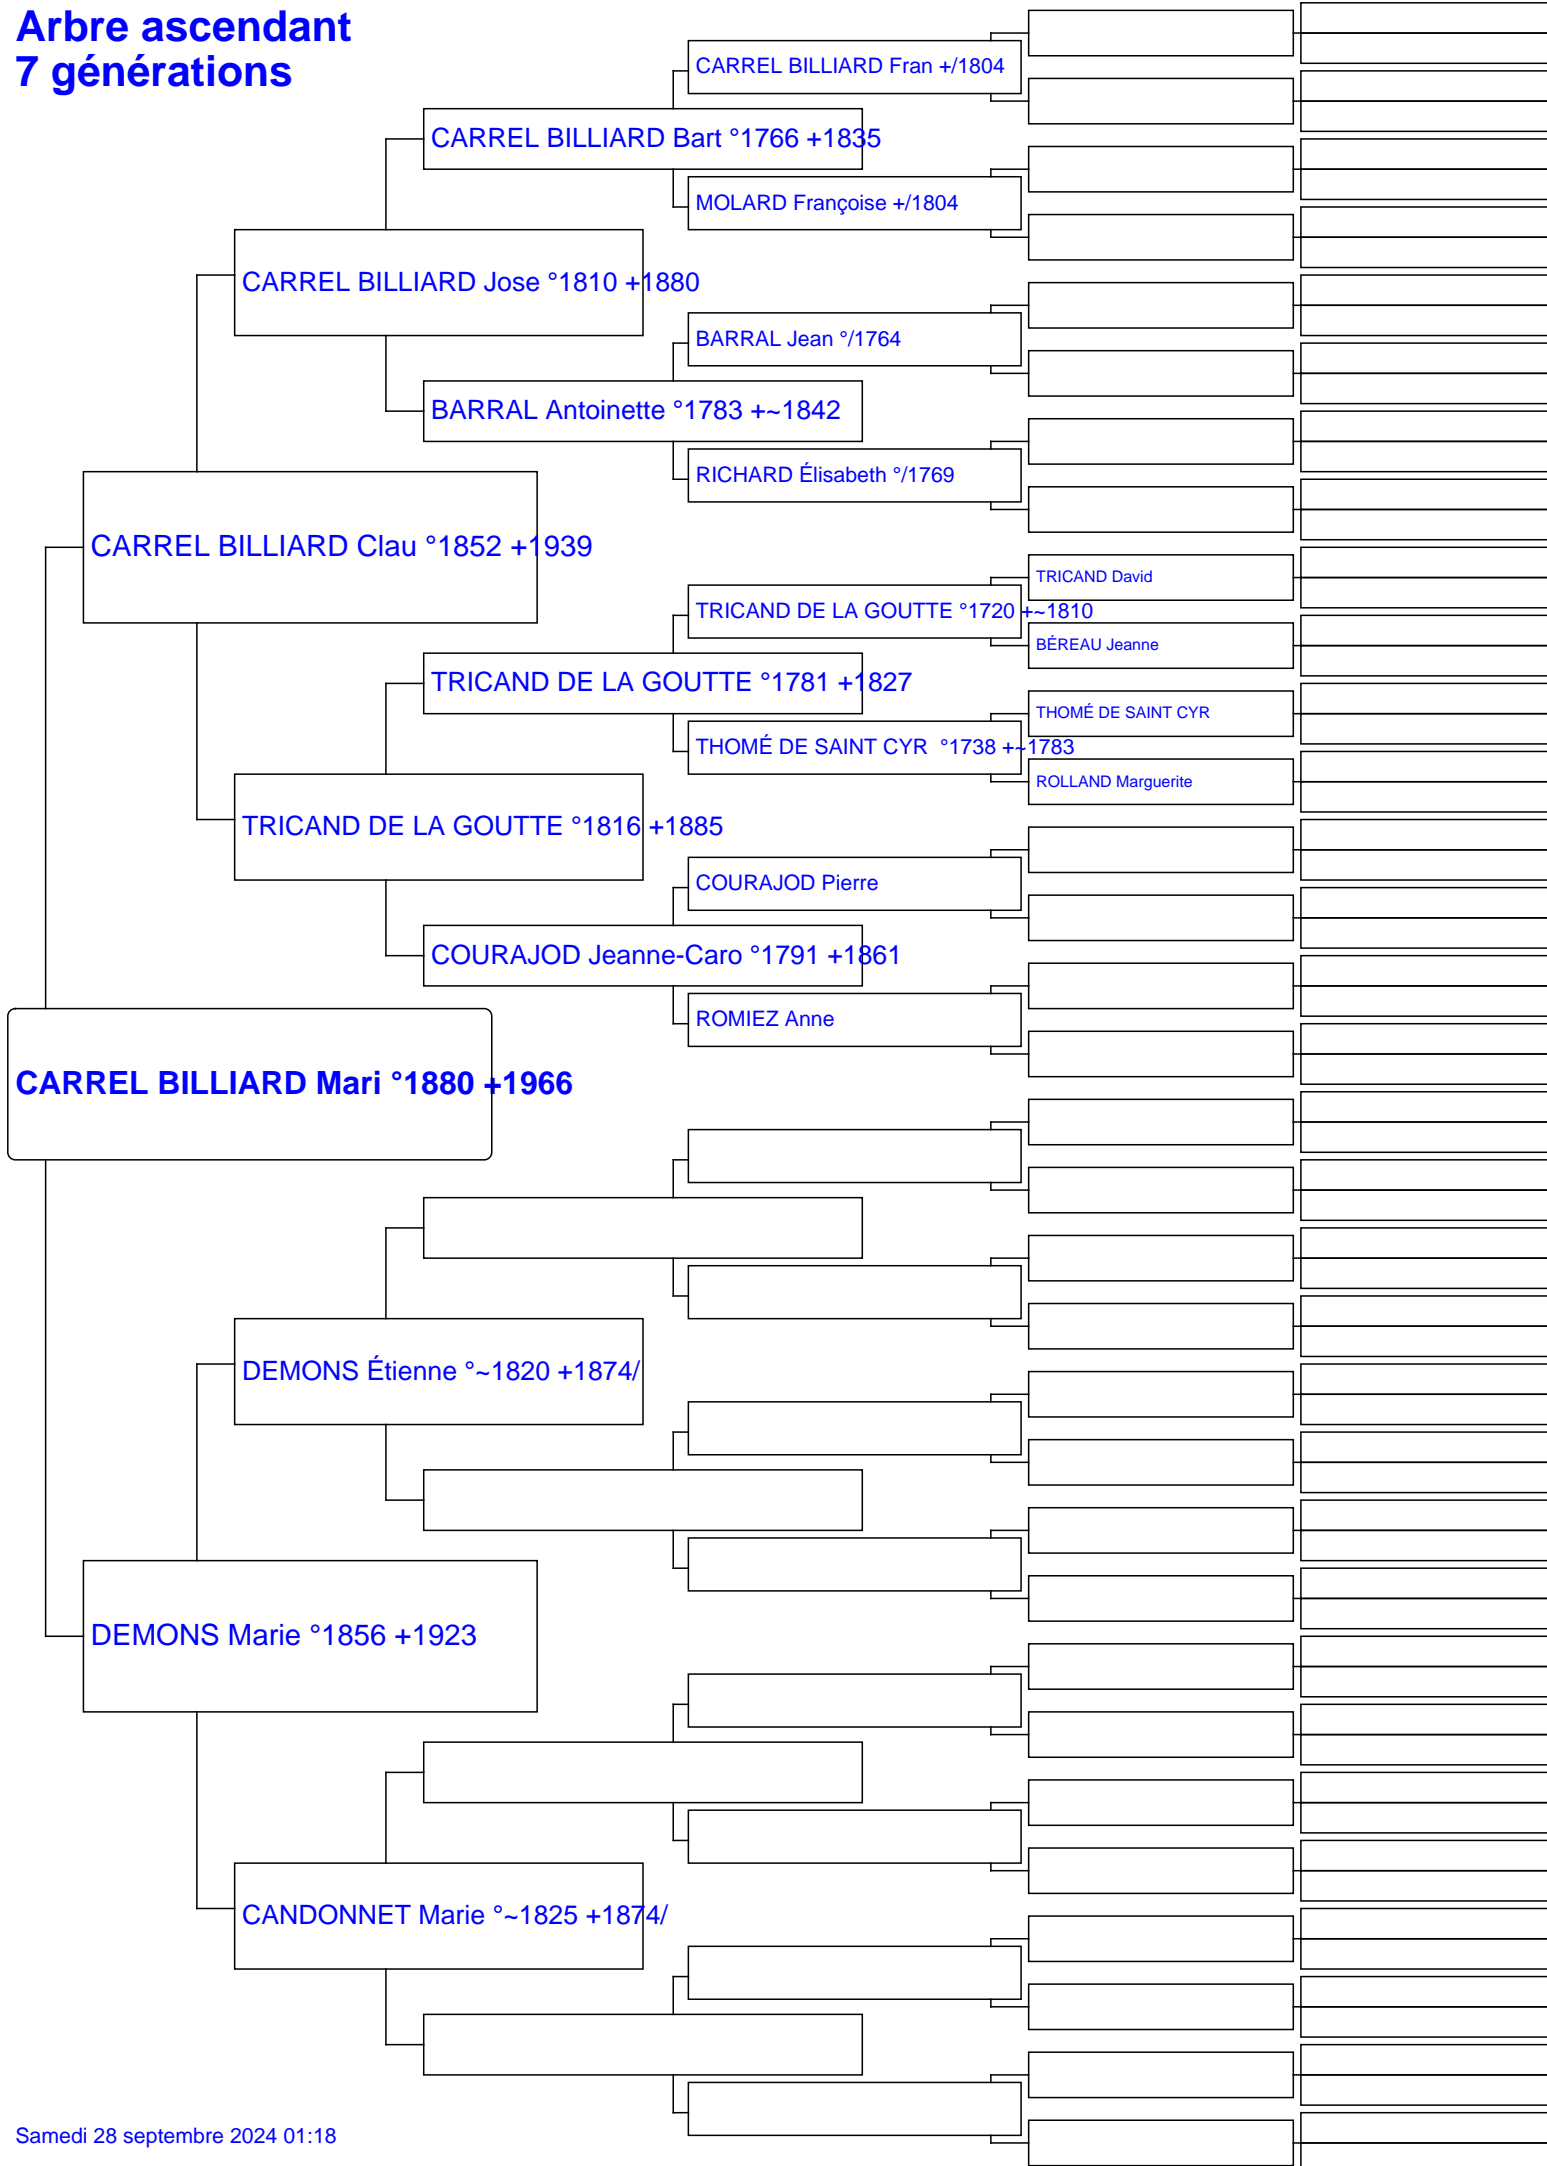 Arbre ascendant
7 générations
CARREL BILLIARD Fran +/1804
CARREL BILLIARD Bart °1766 +1835
MOLARD Françoise +/1804
CARREL BILLIARD Jose °1810 +1880
BARRAL Jean °/1764
BARRAL Antoinette °1783 +~1842
RICHARD Élisabeth °/1769
CARREL BILLIARD Clau °1852 +1939
TRICAND David
TRICAND DE LA GOUTTE °1720 +~1810
BÉREAU Jeanne
TRICAND DE LA GOUTTE °1781 +1827
THOMÉ DE SAINT CYR
THOMÉ DE SAINT CYR  °1738 +~1783
ROLLAND Marguerite
TRICAND DE LA GOUTTE °1816 +1885
COURAJOD Pierre
COURAJOD Jeanne-Caro °1791 +1861
ROMIEZ Anne
CARREL BILLIARD Mari °1880 +1966
DEMONS Étienne °~1820 +1874/
DEMONS Marie °1856 +1923
CANDONNET Marie °~1825 +1874/
Samedi 28 septembre 2024 01:18